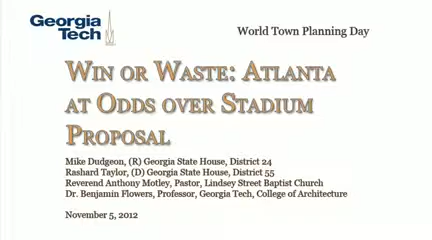 Georgia
Tech
World Town Planning Day
WIN OR WASTE: ATLANTA
AT ODDS OVER STADIUM
PROPOSAL
Mike Dudgeon, (R) Georgia State House, District 24
Rashard Taylor, (D) Georgia State House, District 55
Reverend Anthony Motley, Pastor, Lindsey Street Baptist Church
Dr. Benjamin Flowers, Professor, Georgia Tech, College of Architecture
November 5, 2012